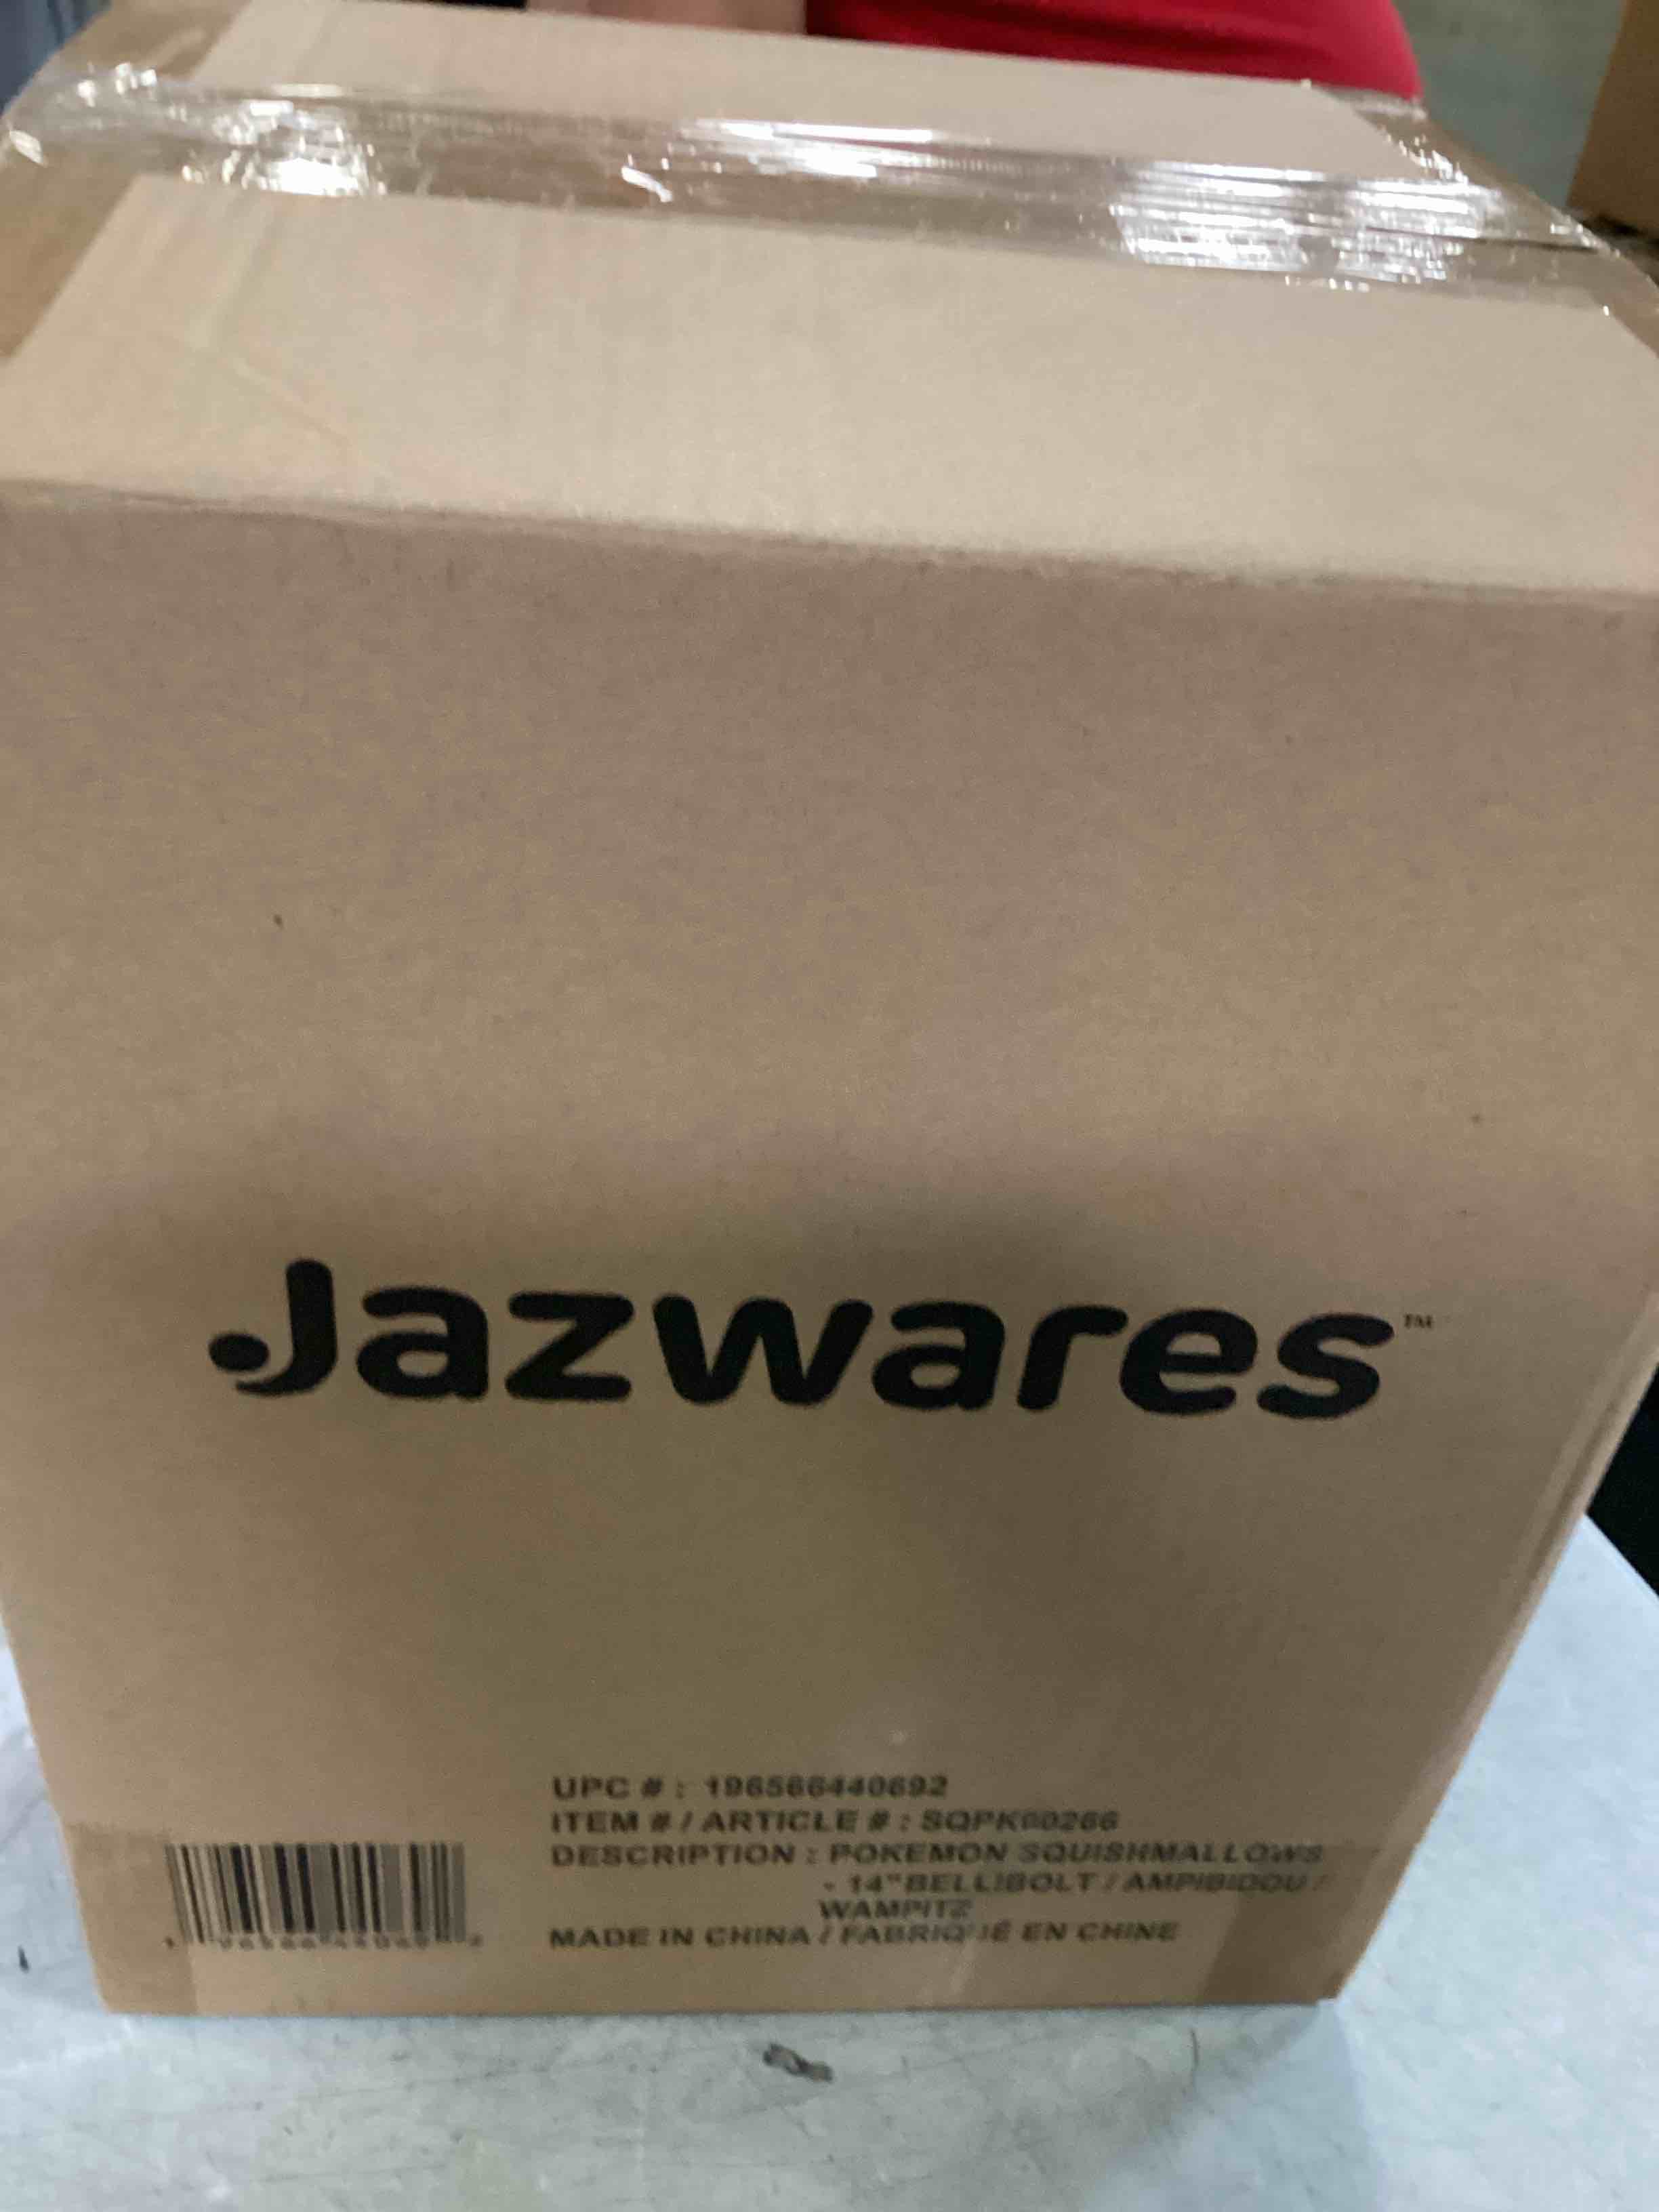 Jazwares™
UPC # : 196566440692
ITEM # / ARTICLE # : SQPK00266
DESCRIPTION : POKEMON SQUISHMALLOWS
- 14" BELLIBOLT / AMPIBIDOU /
WAMPITZ
MADE IN CHINA / FABRIQUÉ EN CHINE